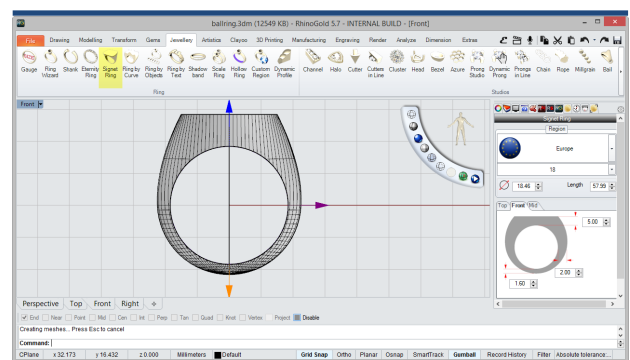 ballring.3dm (12549 KB) - RhinoGold 5.7 - INTERNAL BUILD - [Front]
File Drawing Modelling Transform Gems Jewellery Artistics Clayoo 3D Printing Manufacturing Engraving Render Analyze Dimension Extras
Gauge Ring Wizard Shank Eternity Ring Signet Ring Ring by Curve Ring by Objects Ring by Text Shadow band Scale Ring Hollow Ring Custom Region Dynamic Profile Channel Halo Cutter Cutters in Line Cluster Head Bezel Azure Prong Studio Dynamic Prong Prongs in Line Chain Rope Millgrain Bail
Ring Studios
Front
Signet Ring
Region
Europe
18
18.46 Length 57.99
Top Front Mid
5.00
2.00
1.60
Perspective Top Front Right
End Near Point Mid Cen Int Perp Tan Quad Knot Vertex Project Disable
Creating meshes... Press Esc to cancel
Command:
CPlane x 32.173 y 16.432 z 0.000 Millimeters Default Grid Snap Ortho Planar Osnap SmartTrack Gumball Record History Filter Absolute tolerance:...